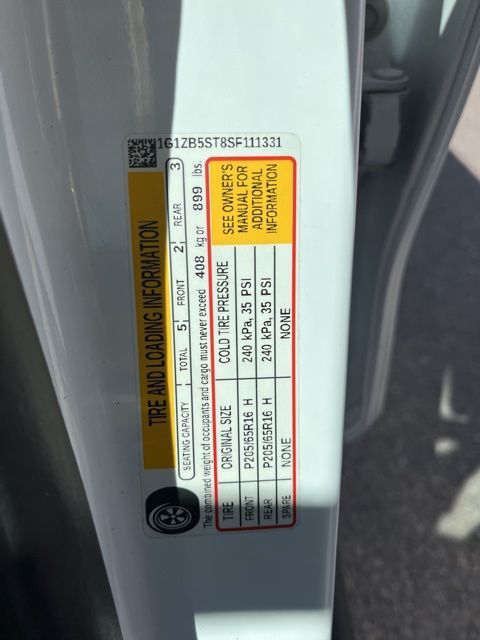 1G1ZB5ST8SF111331
TIRE AND LOADING INFORMATION
SEATING CAPACITY | TOTAL 5 | FRONT 2 | REAR 3
The combined weight of occupants and cargo must never exceed 408 kg or 899 lbs.
TIRE ORIGINAL SIZE COLD TIRE PRESSURE
FRONT P205/65R16 H 240 kPa, 35 PSI
REAR P205/65R16 H 240 kPa, 35 PSI
SPARE NONE NONE
SEE OWNER'S
MANUAL FOR
ADDITIONAL
INFORMATION